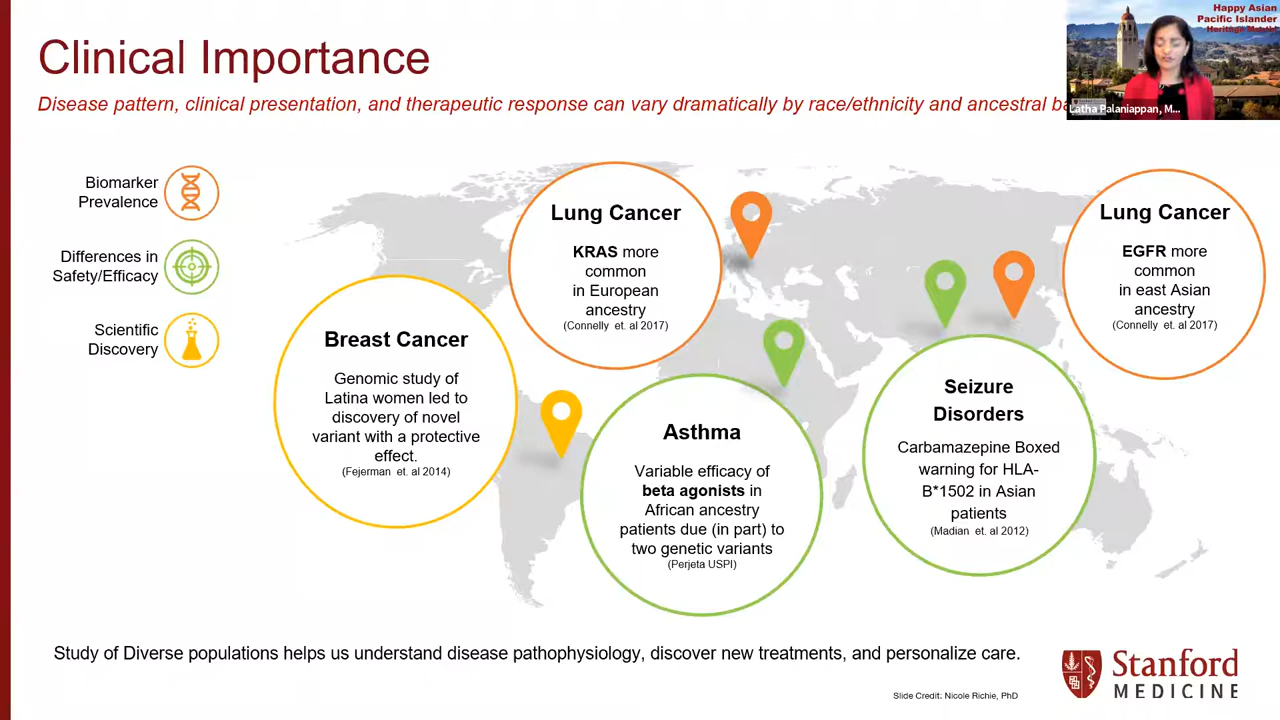 Clinical Importance
Disease pattern, clinical presentation, and therapeutic response can vary dramatically by race/ethnicity and ancestral
Happy Asian
Pacific Islander
Heritage Month!
Latha Palaniappan, M...
Biomarker
Prevalence
Differences in
Safety/Efficacy
Scientific
Discovery
Breast Cancer
Genomic study of
Latina women led to
discovery of novel
variant with a protective
effect.
(Fejerman et. al 2014)
Lung Cancer
KRAS more
common
in European
ancestry
(Connelly et. al 2017)
Asthma
Variable efficacy of
beta agonists in
African ancestry
patients due (in part) to
two genetic variants
(Perjeta USPI)
Seizure
Disorders
Carbamazepine Boxed
warning for HLA-
B*1502 in Asian
patients
(Madian et. al 2012)
Lung Cancer
EGFR more
common
in east Asian
ancestry
(Connelly et. al 2017)
Study of Diverse populations helps us understand disease pathophysiology, discover new treatments, and personalize care.
Slide Credit: Nicole Richie, PhD
Stanford
MEDICINE